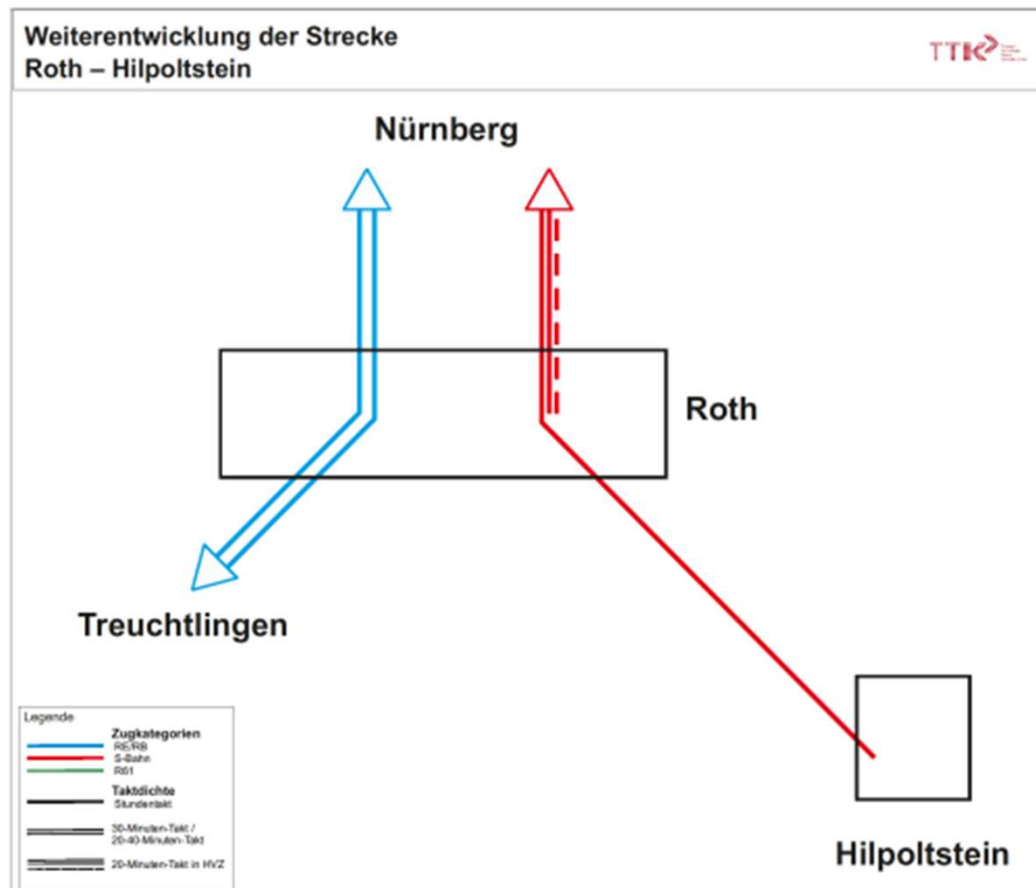 Weiterentwicklung der Strecke
Roth – Hilpoltstein
TTK
Nürnberg
Roth
Treuchtlingen
Hilpoltstein
Legende
Zugkategorien
RE/RB
S-Bahn
R61
Taktdichte
Stundentakt
30-Minuten-Takt /
20-40-Minuten-Takt
20-Minuten-Takt in HVZ